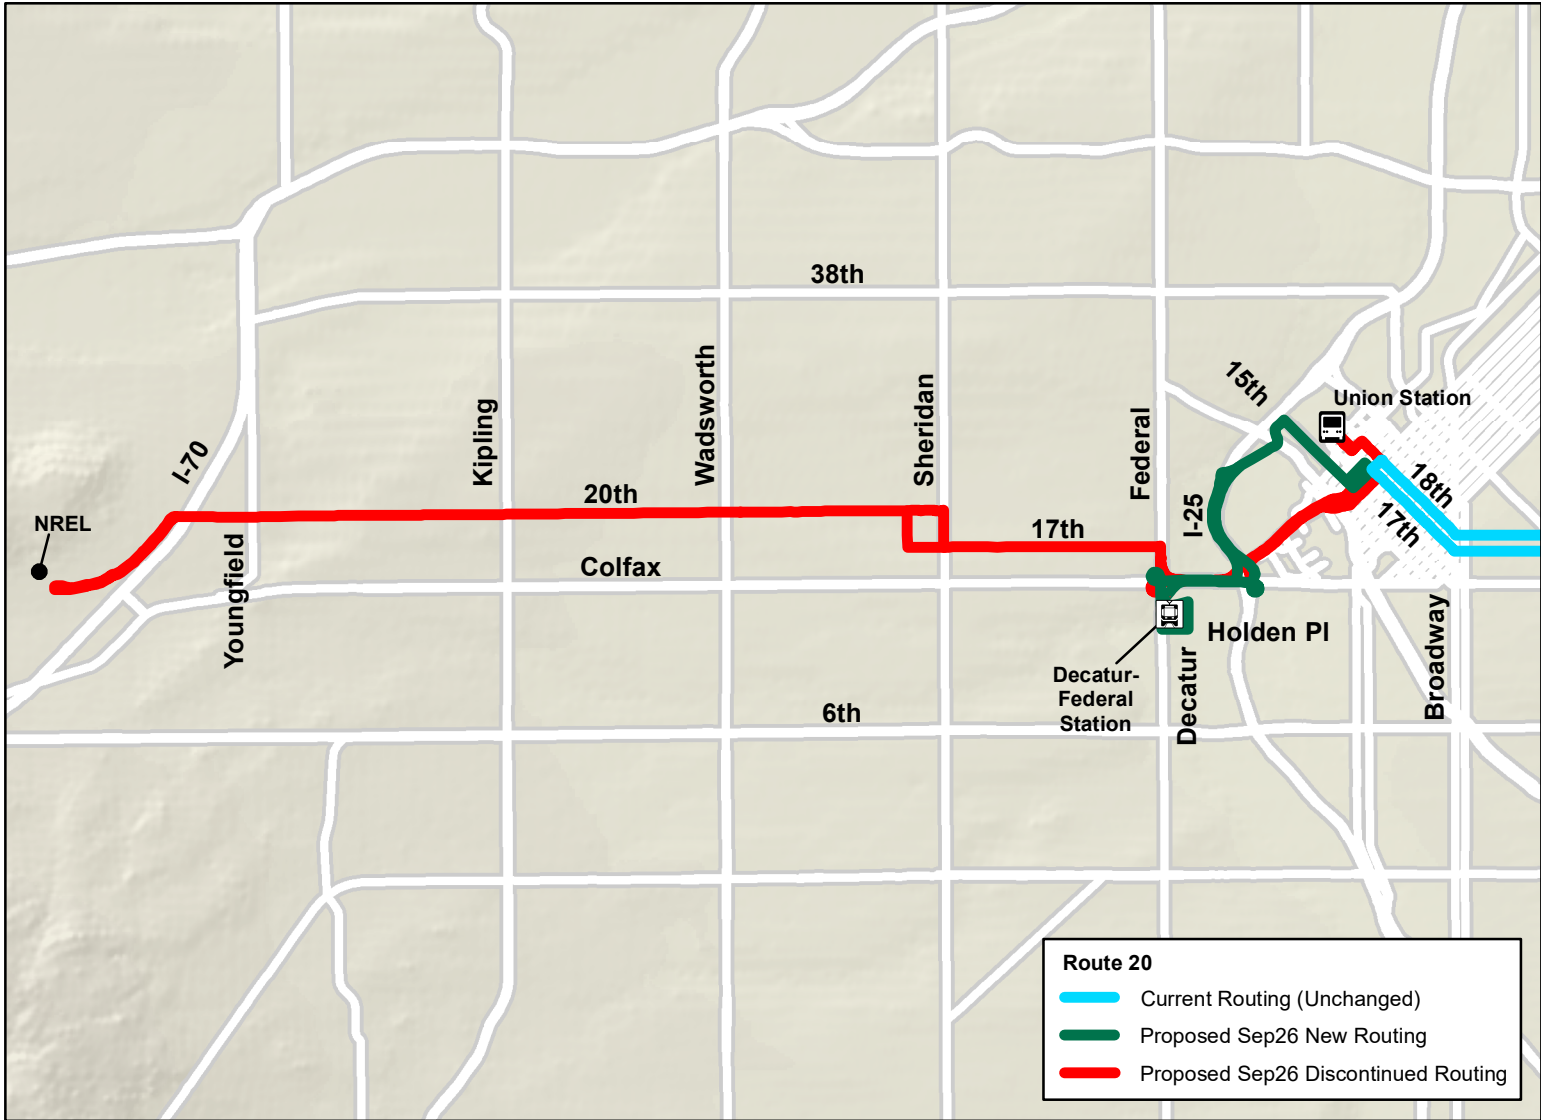 38th
15th
Union Station
Kipling
Wadsworth
Sheridan
Federal
I-70
20th
18th
NREL
17th
I-25
17th
Youngfield
Colfax
Holden Pl
Decatur-
Federal
Station
Decatur
Broadway
6th
Route 20
Current Routing (Unchanged)
Proposed Sep26 New Routing
Proposed Sep26 Discontinued Routing